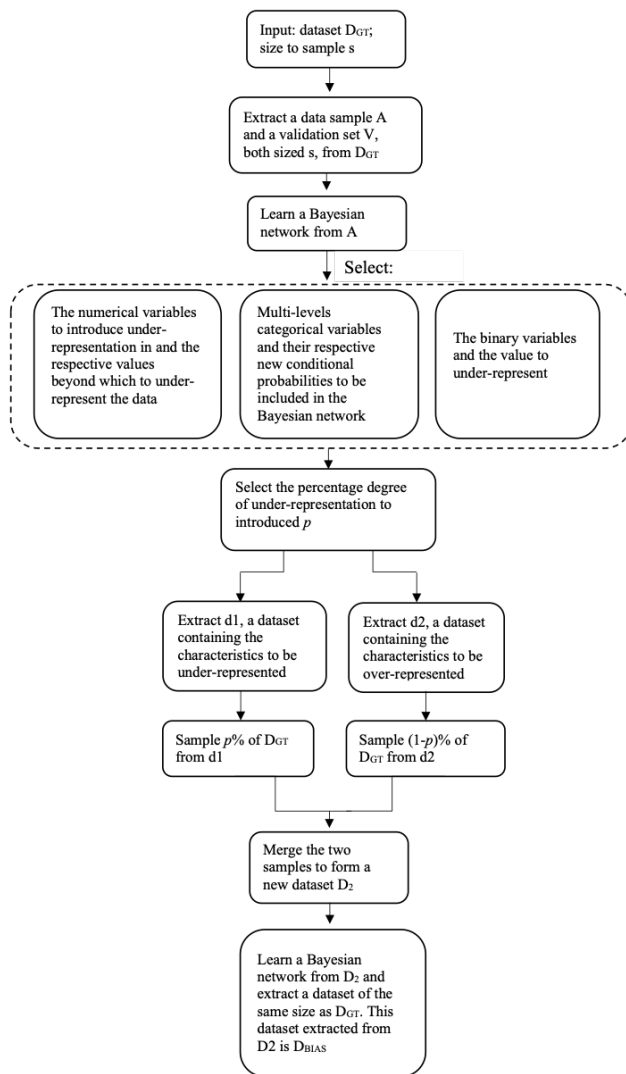 Input: dataset DGT;
size to sample s
Extract a data sample A
and a validation set V,
both sized s, from DGT
Learn a Bayesian
network from A
Select:
The numerical variables
to introduce under-
representation in and the
respective values
beyond which to under-
represent the data
Multi-levels
categorical variables
and their respective
new conditional
probabilities to be
included in the
Bayesian network
The binary variables
and the value to
under-represent
Select the percentage degree
of under-representation to
introduced p
Extract d1, a dataset
containing the
characteristics to be
under-represented
Extract d2, a dataset
containing the
characteristics to be
over-represented
Sample p% of DGT
from d1
Sample (1-p)% of
DGT from d2
Merge the two
samples to form a
new dataset D2
Learn a Bayesian
network from D2 and
extract a dataset of the
same size as DGT. This
dataset extracted from
D2 is DBIAS